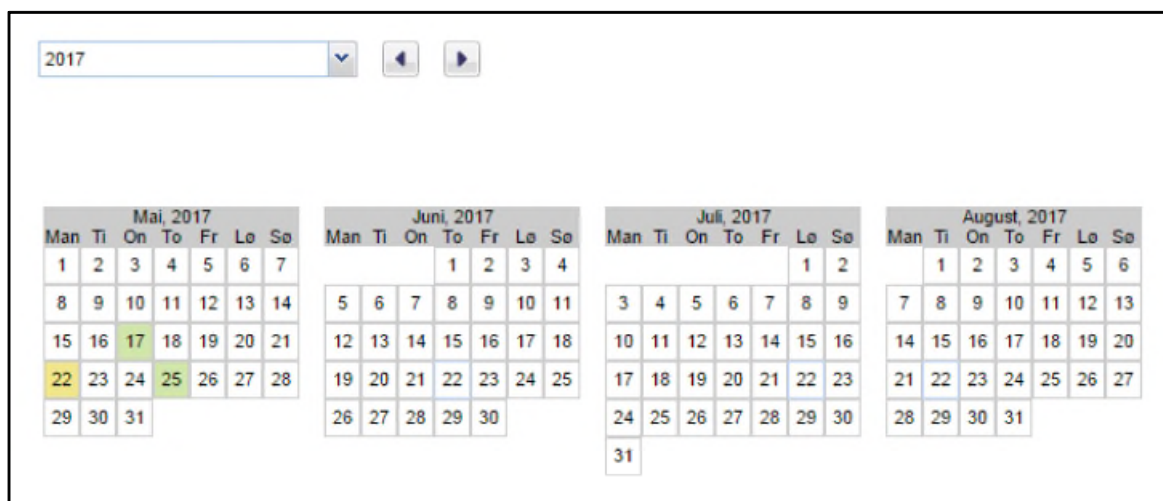 2017
Mai, 2017
Man Ti On To Fr Lø Sø
1 2 3 4 5 6 7
8 9 10 11 12 13 14
15 16 17 18 19 20 21
22 23 24 25 26 27 28
29 30 31
Juni, 2017
Man Ti On To Fr Lø Sø
1 2 3 4
5 6 7 8 9 10 11
12 13 14 15 16 17 18
19 20 21 22 23 24 25
26 27 28 29 30
Juli, 2017
Man Ti On To Fr Lø Sø
1 2
3 4 5 6 7 8 9
10 11 12 13 14 15 16
17 18 19 20 21 22 23
24 25 26 27 28 29 30
31
August, 2017
Man Ti On To Fr Lø Sø
1 2 3 4 5 6
7 8 9 10 11 12 13
14 15 16 17 18 19 20
21 22 23 24 25 26 27
28 29 30 31